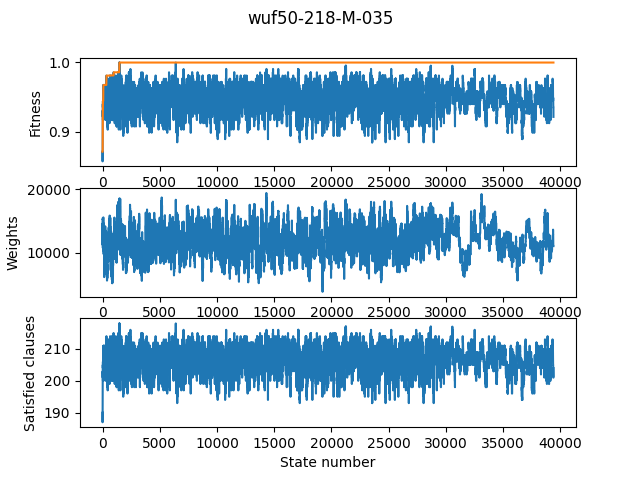 wuf50-218-M-035
1.0
0.9
Fitness
0 5000 10000 15000 20000 25000 30000 35000 40000
20000
10000
Weights
0 5000 10000 15000 20000 25000 30000 35000 40000
210
200
190
Satisfied clauses
0 5000 10000 15000 20000 25000 30000 35000 40000
State number